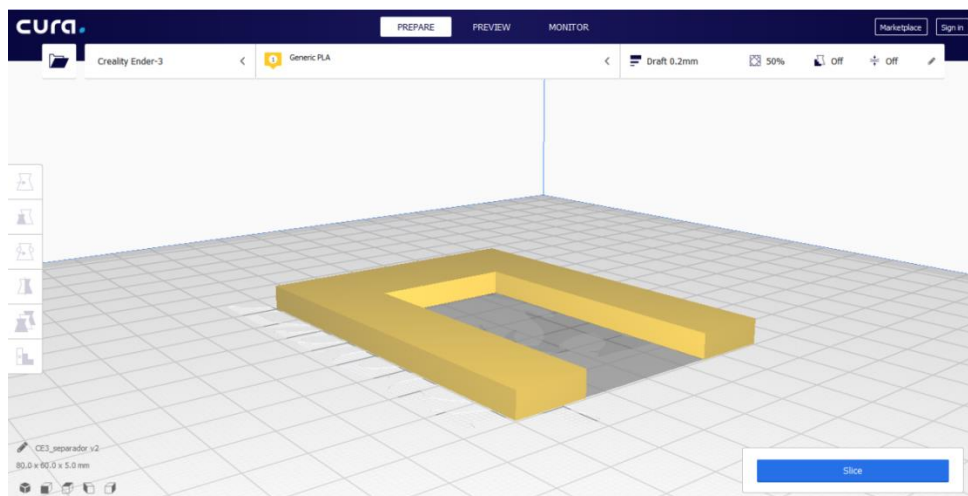 cura.
PREPARE
PREVIEW
MONITOR
Marketplace
Sign in
Creality Ender-3
1
Generic PLA
Draft 0.2mm
50%
Off
Off
CE3_separador v2
80.0 x 60.0 x 5.0 mm
Slice